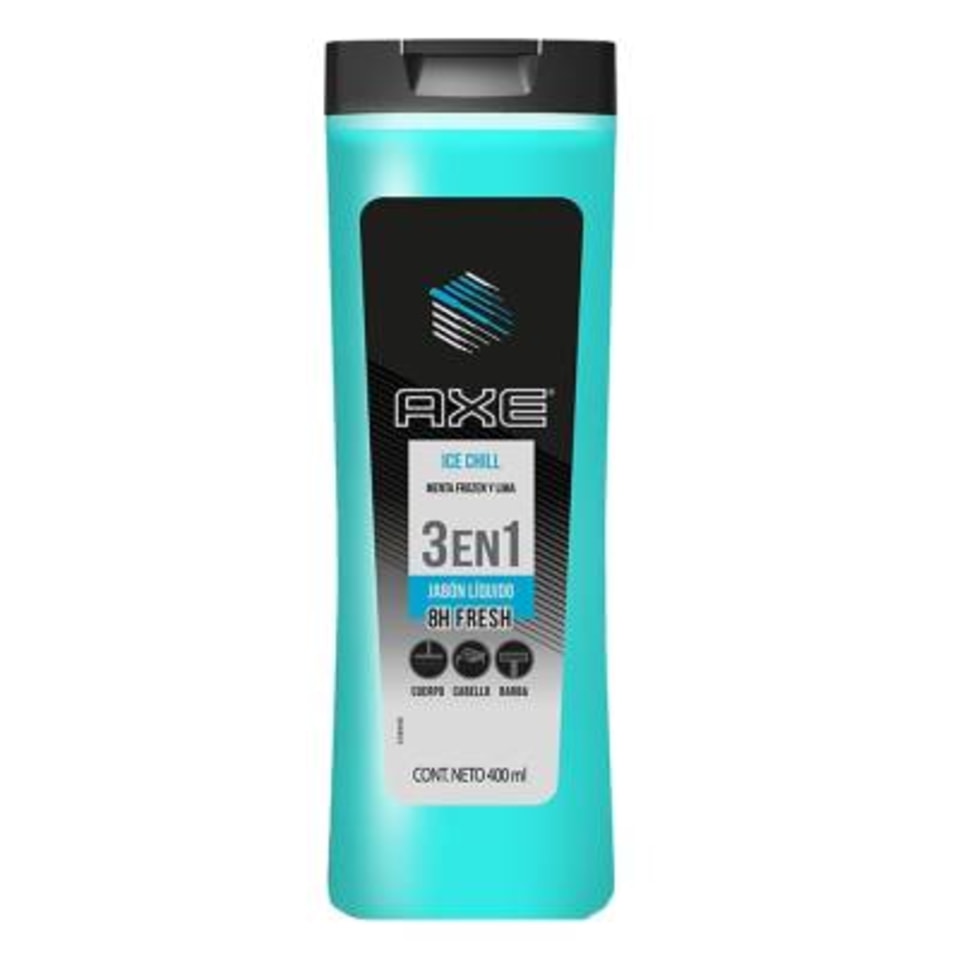 AXE®
ICE CHILL
MENTA FROZEN Y LIMA
3EN1
JABÓN LÍQUIDO
8H FRESH
CUERPO CABELLO BARBA
CONT. NETO 400 ml